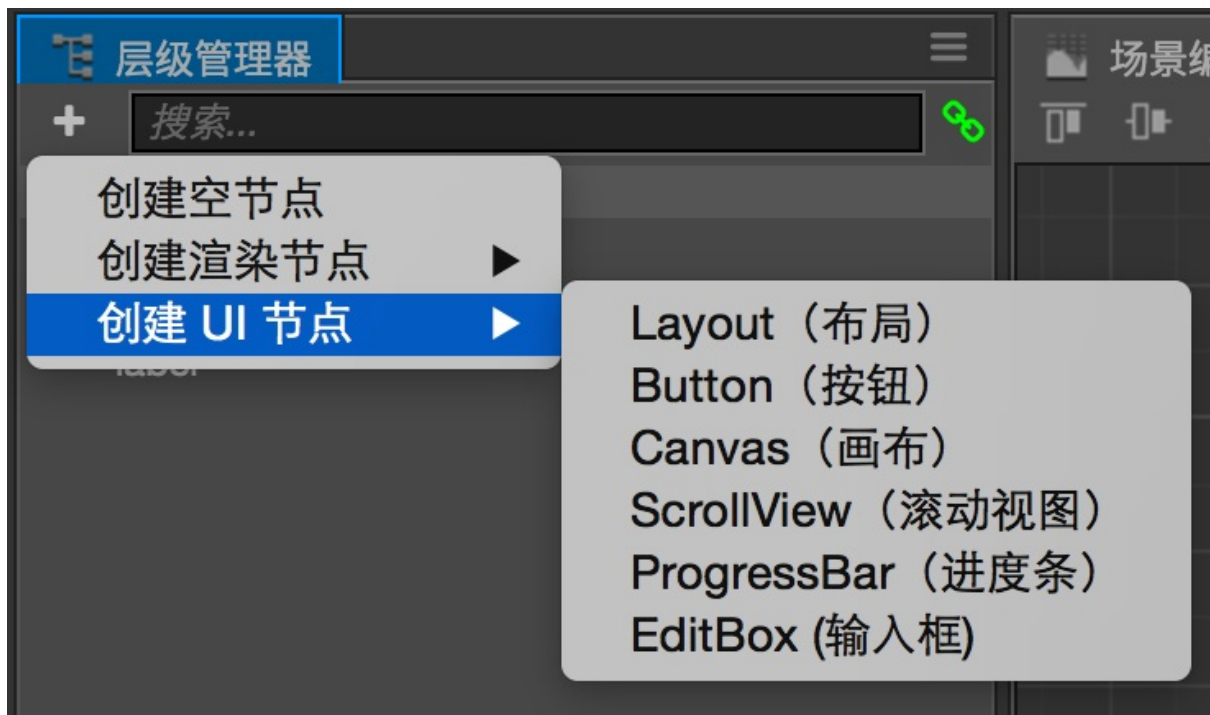 层级管理器
场景编
搜索...
创建空节点
创建渲染节点
创建 UI 节点
label
Layout（布局）
Button（按钮）
Canvas（画布）
ScrollView（滚动视图）
ProgressBar（进度条）
EditBox (输入框)